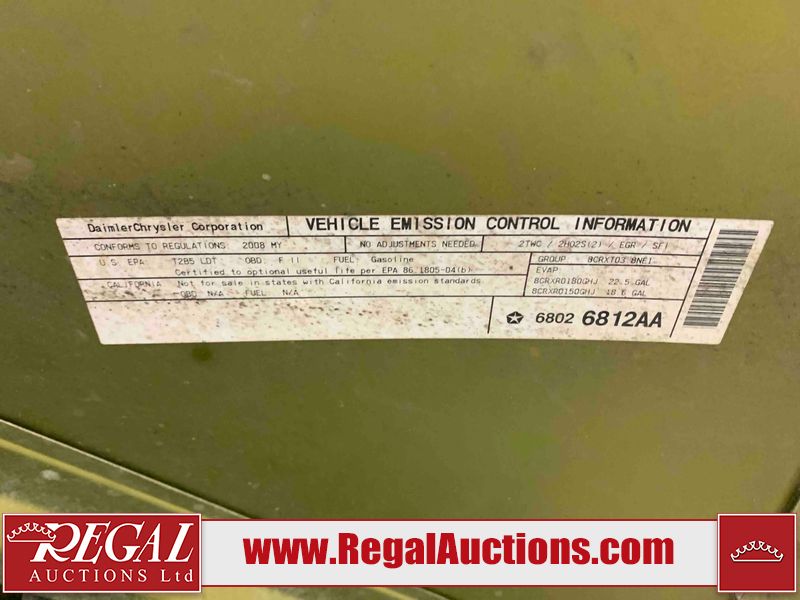 DaimlerChrysler Corporation
VEHICLE EMISSION CONTROL INFORMATION
CONFORMS TO REGULATIONS 2008 MY
NO ADJUSTMENTS NEEDED
2TWC / 2HO2S(2) / EGR / SFI
U.S. EPA T2B5 LDT OBD: F II FUEL: Gasoline
Certified to optional useful life per EPA 86.1805-04(b)
CALIFORNIA Not for sale in states with California emission standards
OBD N/A FUEL N/A
GROUP 8CRXT03.8NE1
EVAP
8CRXR0180GHJ 22.5 GAL
8CRXR0150GHJ 18.6 GAL
6802 6812AA
REGAL
AUCTIONS Ltd
www.RegalAuctions.com